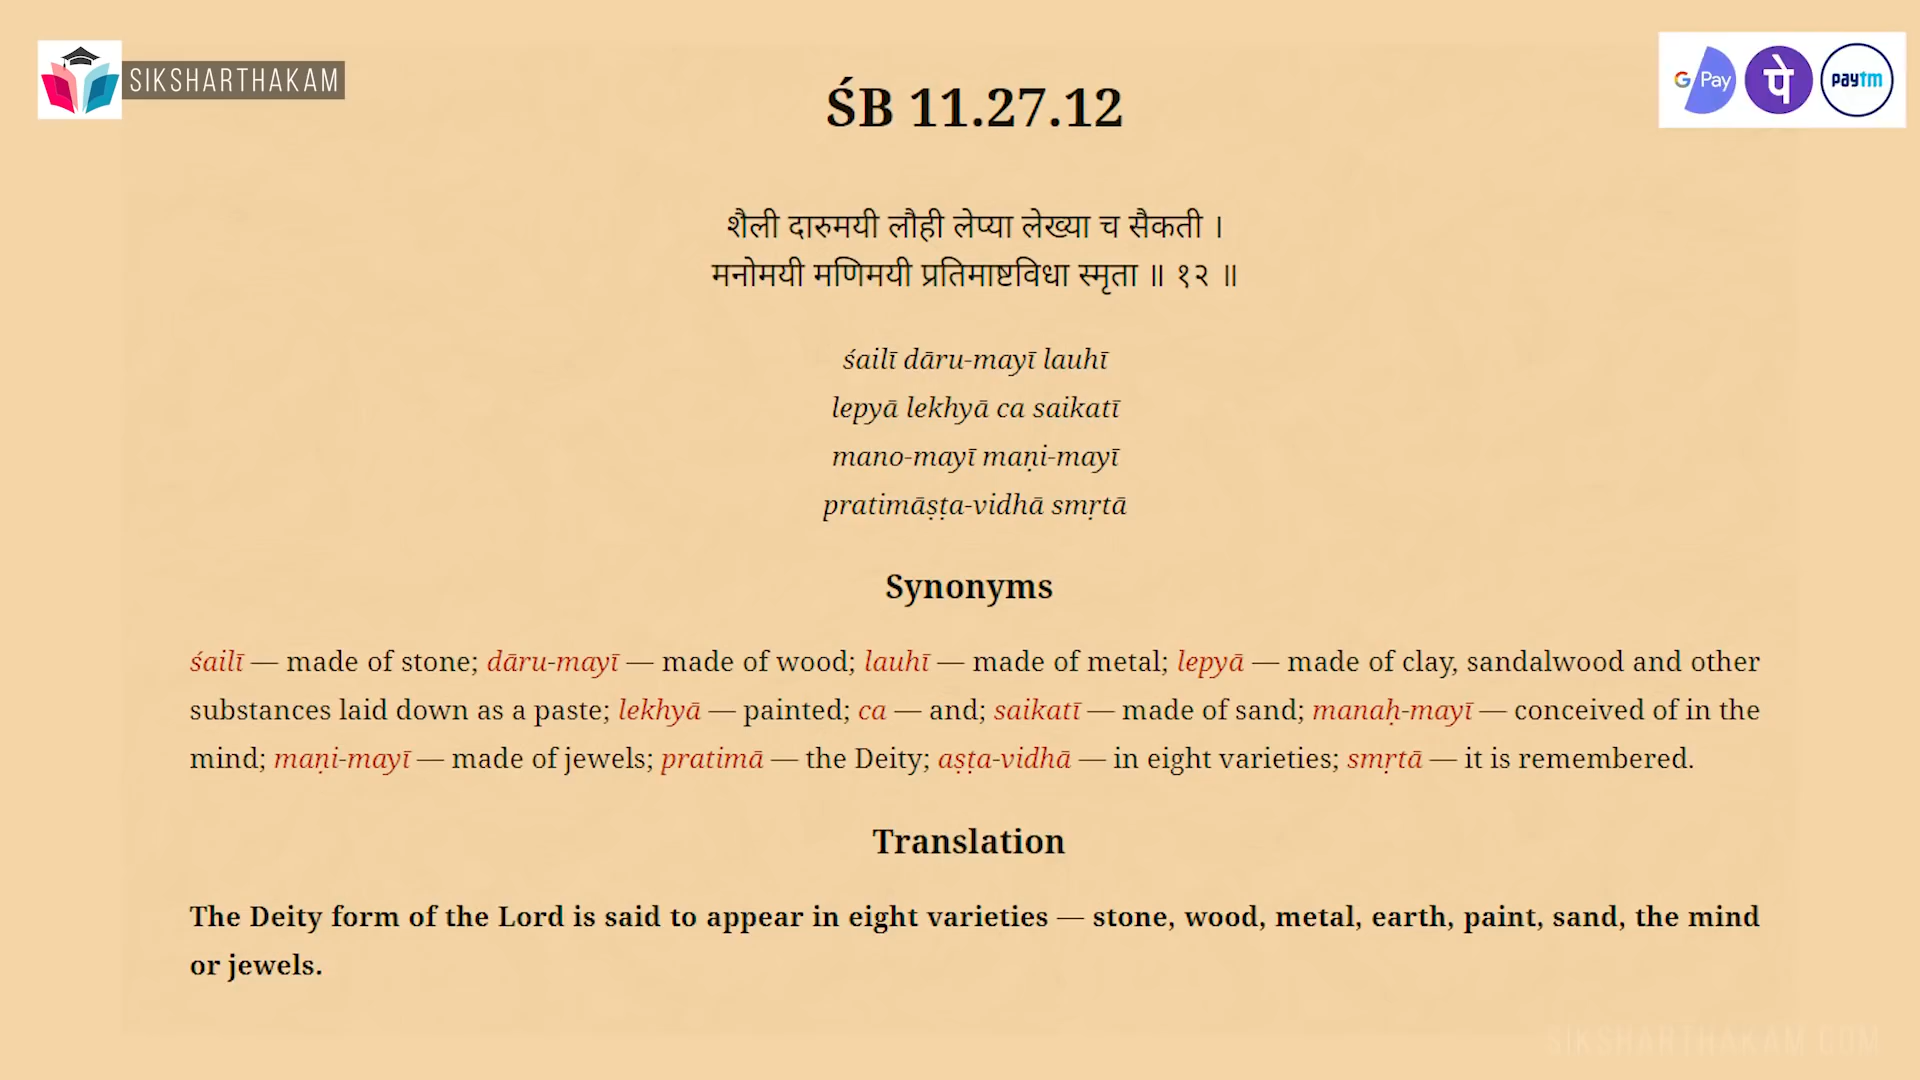 SIKSHARTHAKAM
G Pay
पे
paytm
ŚB 11.27.12
शैली दारुमयी लौही लेप्या लेख्या च सैकती ।
मनोमयी मणिमयी प्रतिमाष्टविधा स्मृता ॥ १२ ॥
śailī dāru-mayī lauhī
lepyā lekhyā ca saikatī
mano-mayī maṇi-mayī
pratimāṣṭa-vidhā smṛtā
Synonyms
śailī — made of stone; dāru-mayī — made of wood; lauhī — made of metal; lepyā — made of clay, sandalwood and other
substances laid down as a paste; lekhyā — painted; ca — and; saikatī — made of sand; manaḥ-mayī — conceived of in the
mind; maṇi-mayī — made of jewels; pratimā — the Deity; aṣṭa-vidhā — in eight varieties; smṛtā — it is remembered.
Translation
The Deity form of the Lord is said to appear in eight varieties — stone, wood, metal, earth, paint, sand, the mind
or jewels.
SIKSHARTHAKAM.COM